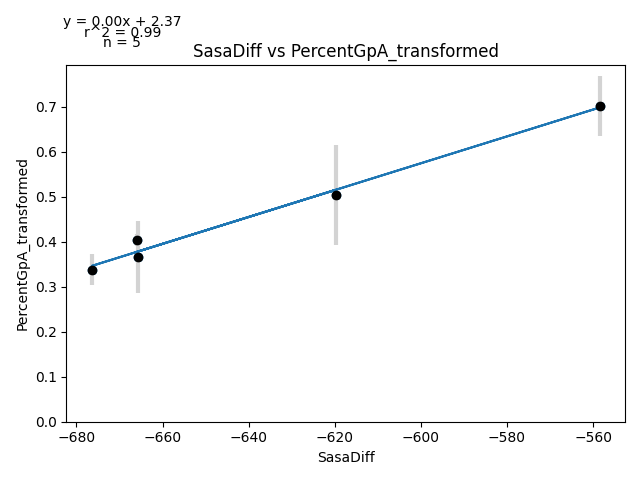 y = 0.00x + 2.37
r^2 = 0.99
n = 5
SasaDiff vs PercentGpA_transformed
PercentGpA_transformed
0.7
0.6
0.5
0.4
0.3
0.2
0.1
0.0
−680 −660 −640 −620 −600 −580 −560
SasaDiff